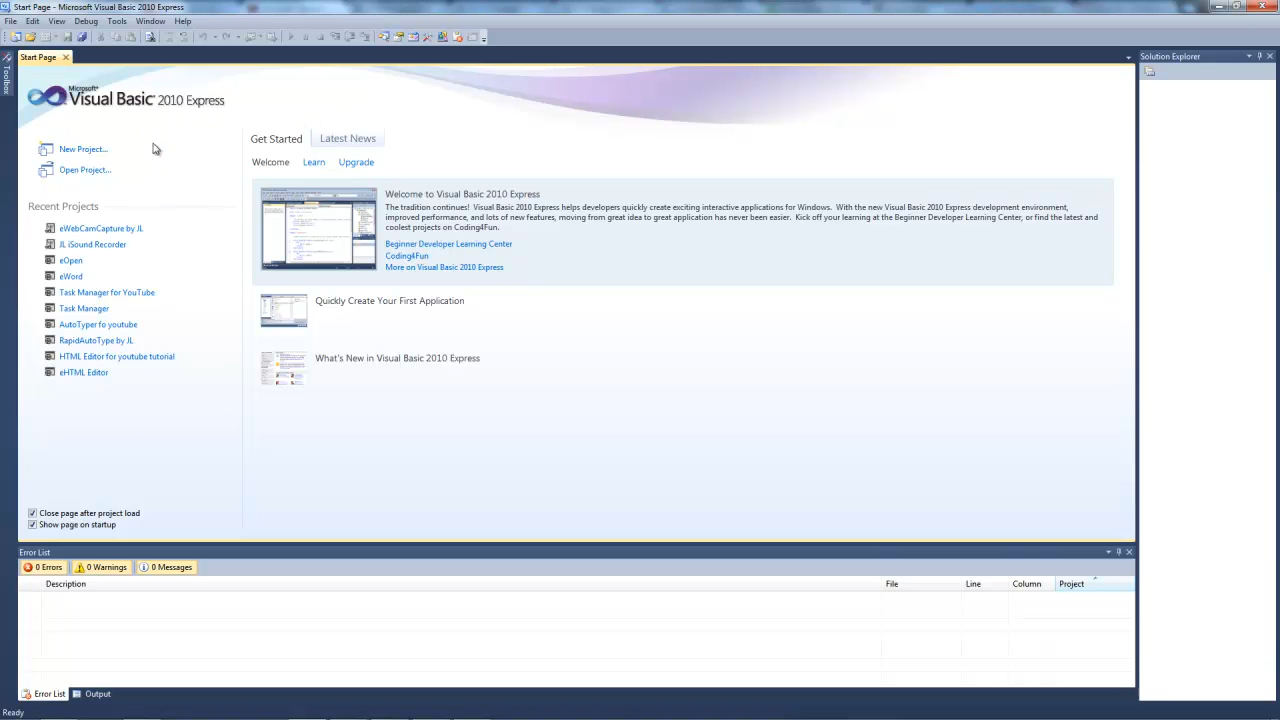 Start Page - Microsoft Visual Basic 2010 Express
File Edit View Debug Tools Window Help
Toolbox
Start Page
Solution Explorer
Microsoft®
Visual Basic® 2010 Express
New Project...
Open Project...
Recent Projects
eWebCamCapture by JL
JL iSound Recorder
eOpen
eWord
Task Manager for YouTube
Task Manager
AutoTyper fo youtube
RapidAutoType by JL
HTML Editor for youtube tutorial
eHTML Editor
Close page after project load
Show page on startup
Get Started Latest News
Welcome Learn Upgrade
Welcome to Visual Basic 2010 Express
The tradition continues! Visual Basic 2010 Express helps developers quickly create exciting interactive applications for Windows. With the new Visual Basic 2010 Express development environment,
improved performance, and lots of new features, moving from great idea to great application has never been easier. Kick off your learning at the Beginner Developer Learning Center, or find the latest and
coolest projects on Coding4Fun.
Beginner Developer Learning Center
Coding4Fun
More on Visual Basic 2010 Express
Quickly Create Your First Application
What's New in Visual Basic 2010 Express
Error List
0 Errors 0 Warnings 0 Messages
Description File Line Column Project
Error List Output
Ready